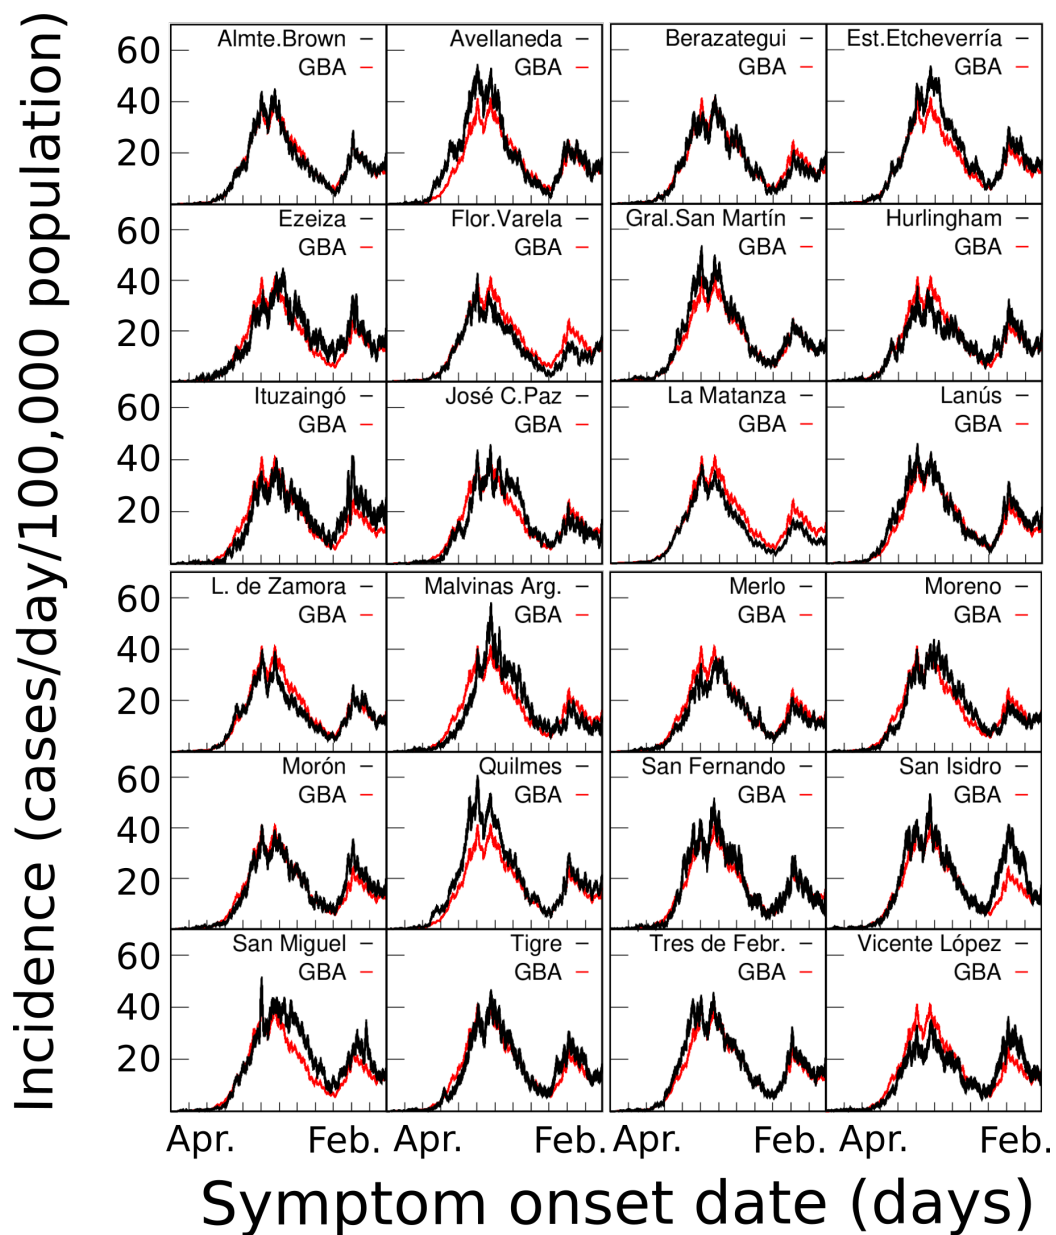 Incidence (cases/day/100,000 population)
60 Almte.Brown Avellaneda Berazategui Est.Etcheverría
GBA GBA GBA GBA
40
20
60 Ezeiza Flor.Varela Gral.San Martín Hurlingham
GBA GBA GBA GBA
40
20
60 Ituzaingó José C.Paz La Matanza Lanús
GBA GBA GBA GBA
40
20
60 L. de Zamora Malvinas Arg. Merlo Moreno
GBA GBA GBA GBA
40
20
60 Morón Quilmes San Fernando San Isidro
GBA GBA GBA GBA
40
20
60 San Miguel Tigre Tres de Febr. Vicente López
GBA GBA GBA GBA
40
20
Apr. Feb. Apr. Feb. Apr. Feb. Apr. Feb.
Symptom onset date (days)